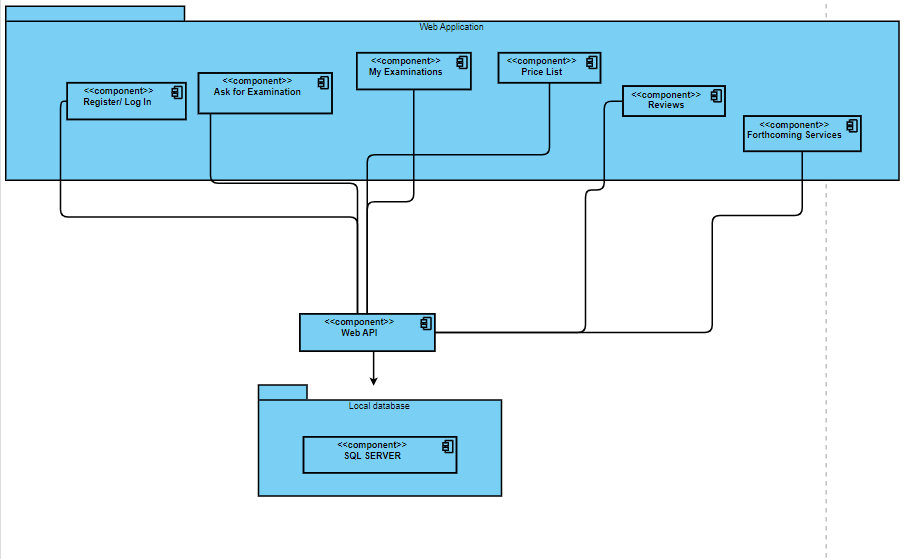 Web Application
<<component>>
Register/ Log In
<<component>>
Ask for Examination
<<component>>
My Examinations
<<component>>
Price List
<<component>>
Reviews
<<component>>
Forthcoming Services
<<component>>
Web API
Local database
<<component>>
SQL SERVER